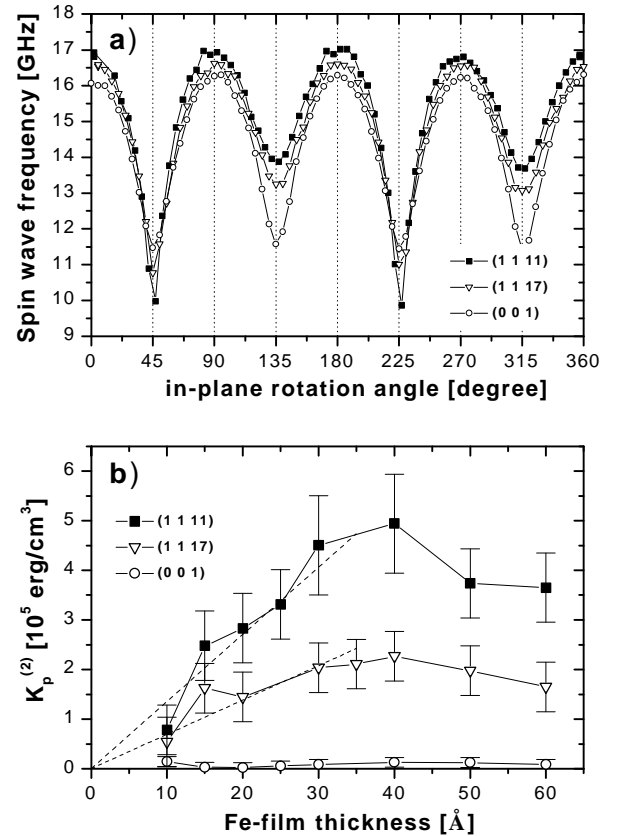 a)
18
17
16
15
14
13
12
11
10
9
Spin wave frequency [GHz]
(1 1 11)
(1 1 17)
(0 0 1)
0 45 90 135 180 225 270 315 360
in-plane rotation angle [degree]
b)
6
5
4
3
2
1
0
K_p^(2) [10^5 erg/cm^3]
(1 1 11)
(1 1 17)
(0 0 1)
0 10 20 30 40 50 60
Fe-film thickness [Å]